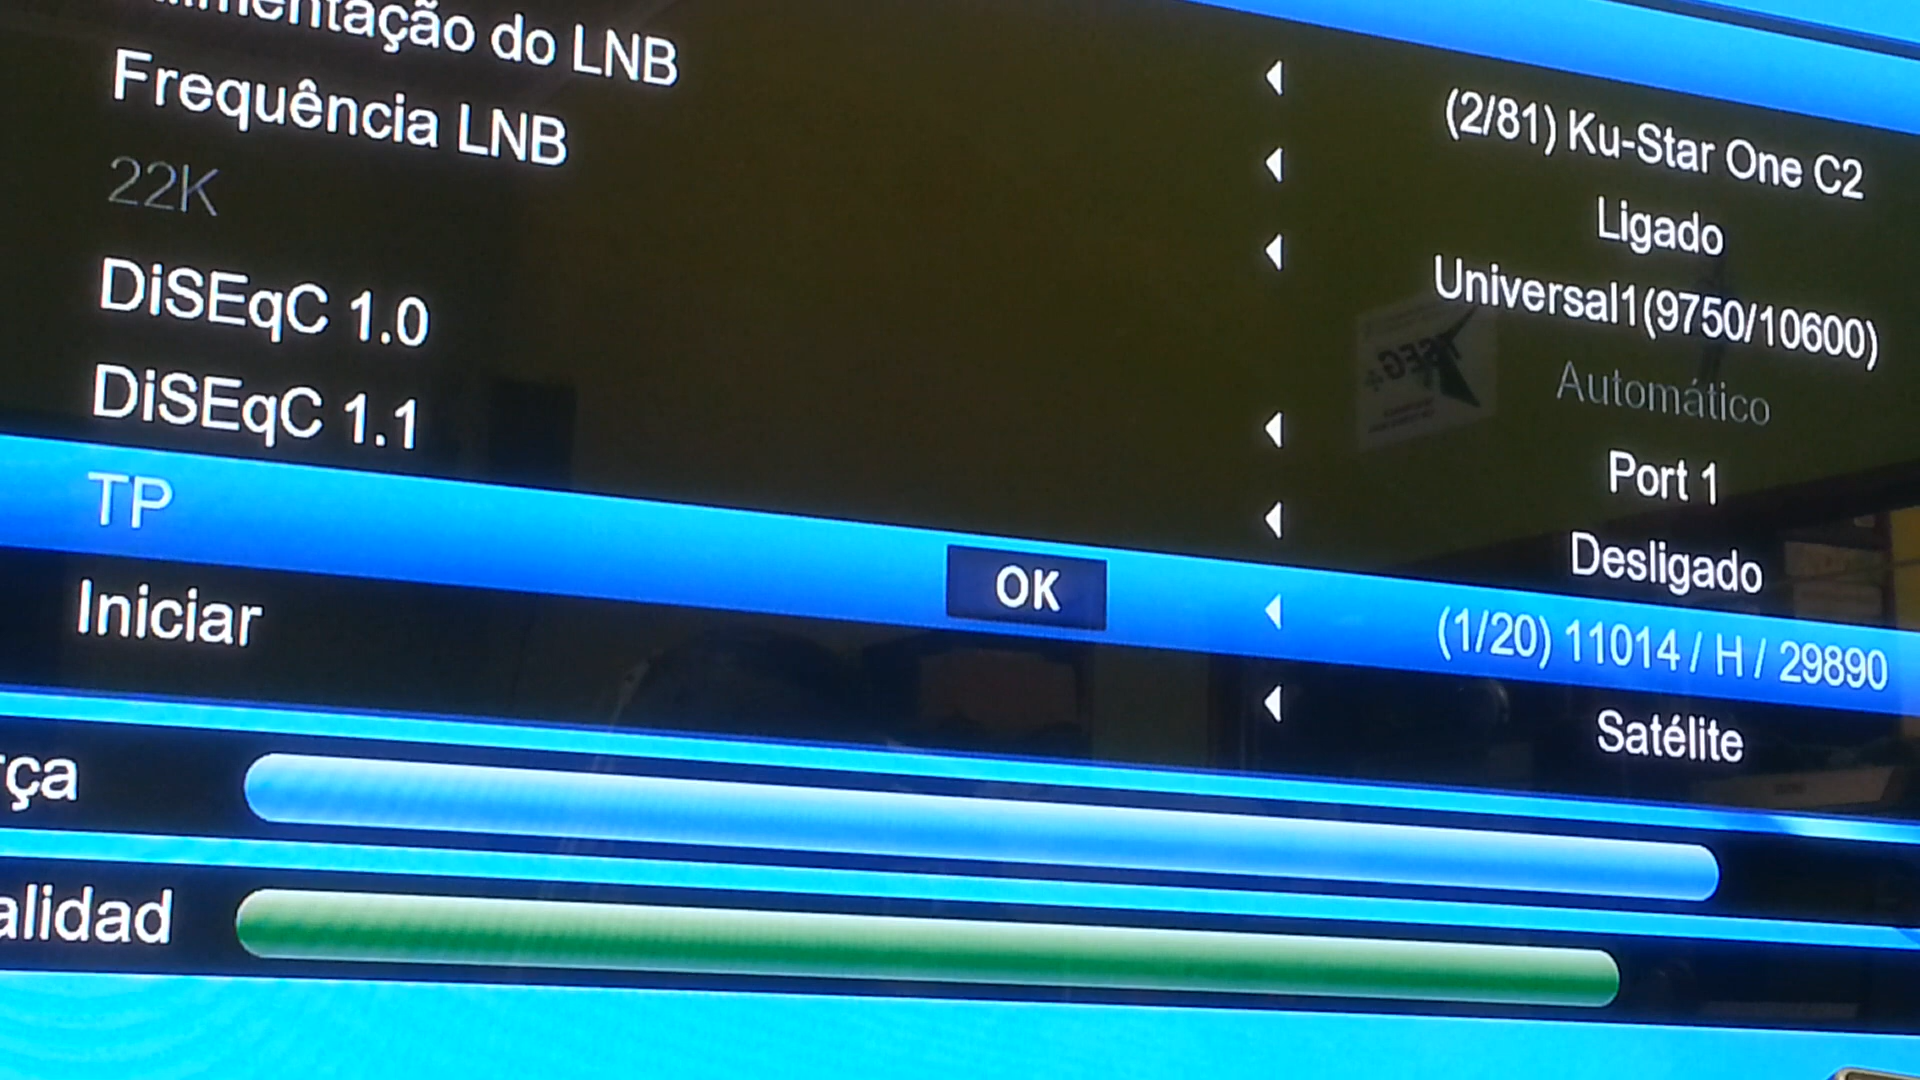 imentação do LNB
Frequência LNB
22K
DiSEqC 1.0
DiSEqC 1.1
TP
Iniciar
OK
(2/81) Ku-Star One C2
Ligado
Universal1(9750/10600)
Automático
Port 1
Desligado
(1/20) 11014 / H / 29890
Satélite
rça
alidad